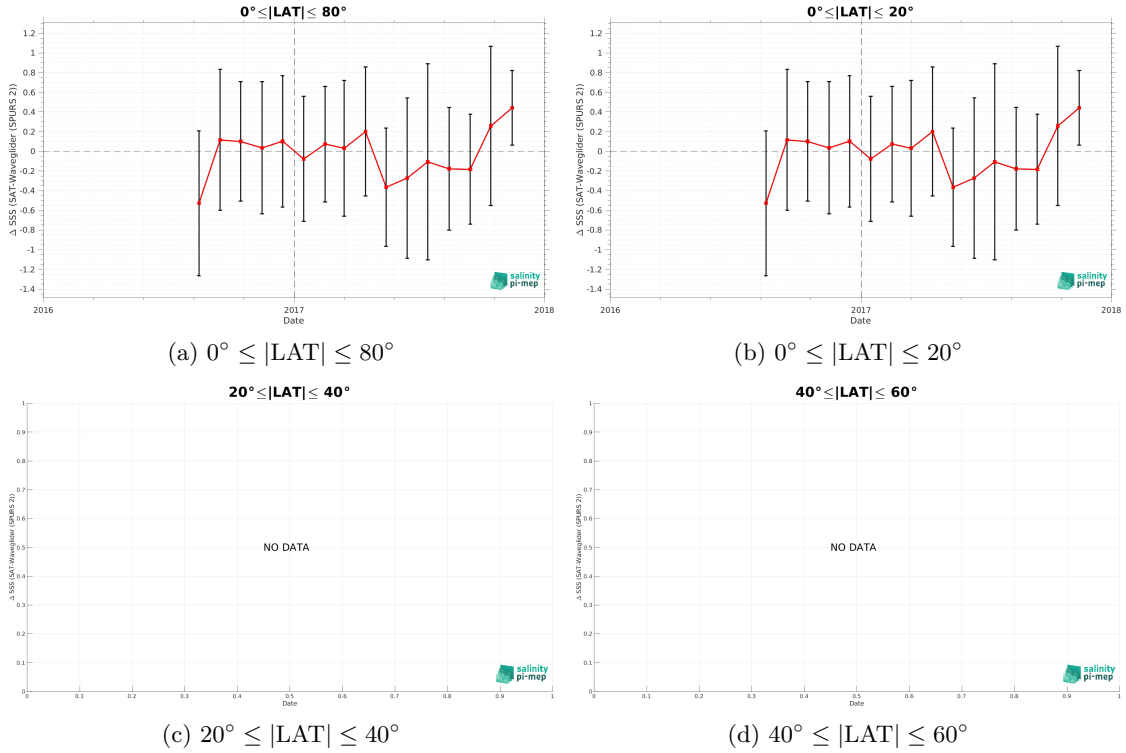 0°≤|LAT|≤ 80°
Δ SSS (SAT-Waveglider (SPURS 2))
1.2
1
0.8
0.6
0.4
0.2
0
-0.2
-0.4
-0.6
-0.8
-1
-1.2
-1.4
2016
2017
2018
Date
salinity
pi-mep
(a) 0° ≤ |LAT| ≤ 80°
0°≤|LAT|≤ 20°
Δ SSS (SAT-Waveglider (SPURS 2))
1.2
1
0.8
0.6
0.4
0.2
0
-0.2
-0.4
-0.6
-0.8
-1
-1.2
-1.4
2016
2017
2018
Date
salinity
pi-mep
(b) 0° ≤ |LAT| ≤ 20°
20°≤|LAT|≤ 40°
Δ SSS (SAT-Waveglider (SPURS 2))
1
0.9
0.8
0.7
0.6
0.5
0.4
0.3
0.2
0.1
0
NO DATA
0 0.1 0.2 0.3 0.4 0.5 0.6 0.7 0.8 0.9 1
Date
salinity
pi-mep
(c) 20° ≤ |LAT| ≤ 40°
40°≤|LAT|≤ 60°
Δ SSS (SAT-Waveglider (SPURS 2))
1
0.9
0.8
0.7
0.6
0.5
0.4
0.3
0.2
0.1
0
NO DATA
0 0.1 0.2 0.3 0.4 0.5 0.6 0.7 0.8 0.9 1
Date
salinity
pi-mep
(d) 40° ≤ |LAT| ≤ 60°